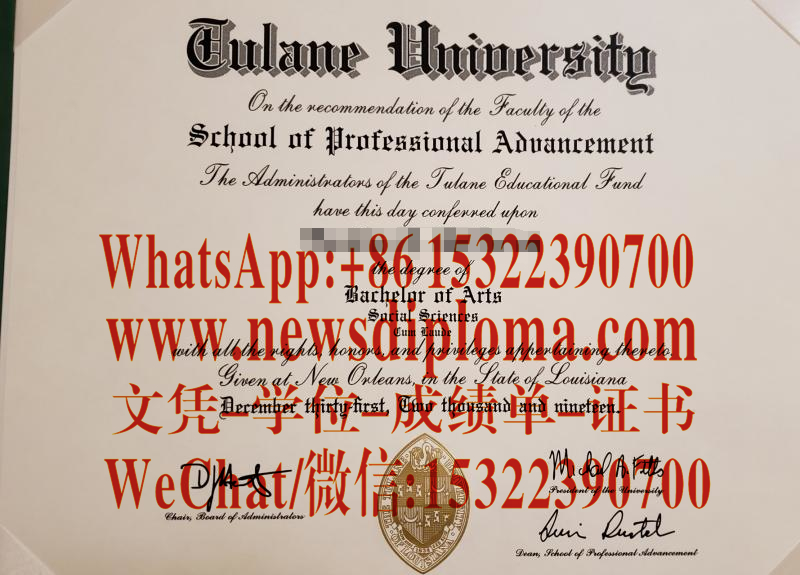 Tulane University
On the recommendation of the Faculty of the
School of Professional Advancement
The Administrators of the Tulane Educational Fund
have this day conferred upon
WhatsApp:+86 15322390700
the degree of
Bachelor of Arts
Social Sciences
Cum Laude
www.newsdiploma.com
with all the rights, honors, and privileges appertaining thereto.
Given at New Orleans, in the State of Louisiana
文凭-学位-成绩单-证书
December thirty-first, Two thousand and nineteen.
WeChat/微信:15322390700
Chair, Board of Administrators
President of the University
Dean, School of Professional Advancement